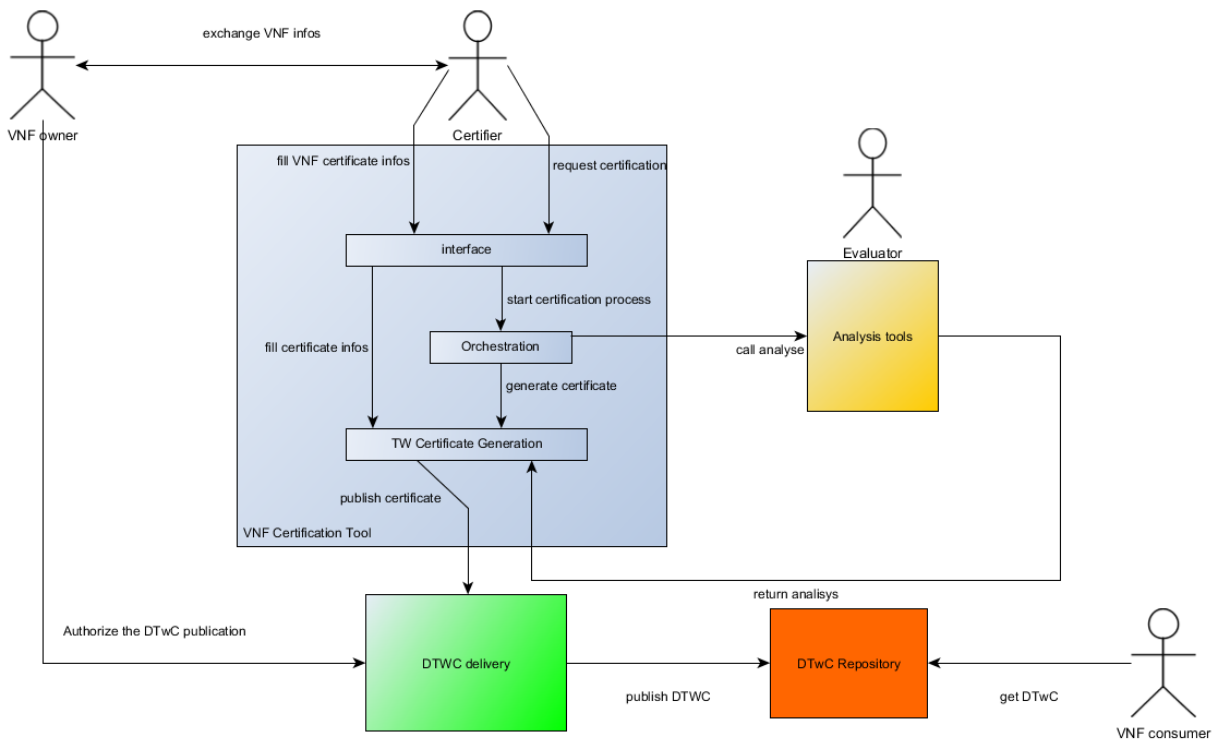 exchange VNF infos
VNF owner
Certifier
fill VNF certificate infos
request certification
Evaluator
interface
start certification process
fill certificate infos
Orchestration
call analyse
Analysis tools
generate certificate
TW Certificate Generation
publish certificate
VNF Certification Tool
return analisys
Authorize the DTwC publication
DTWC delivery
publish DTWC
DTwC Repository
get DTwC
VNF consumer